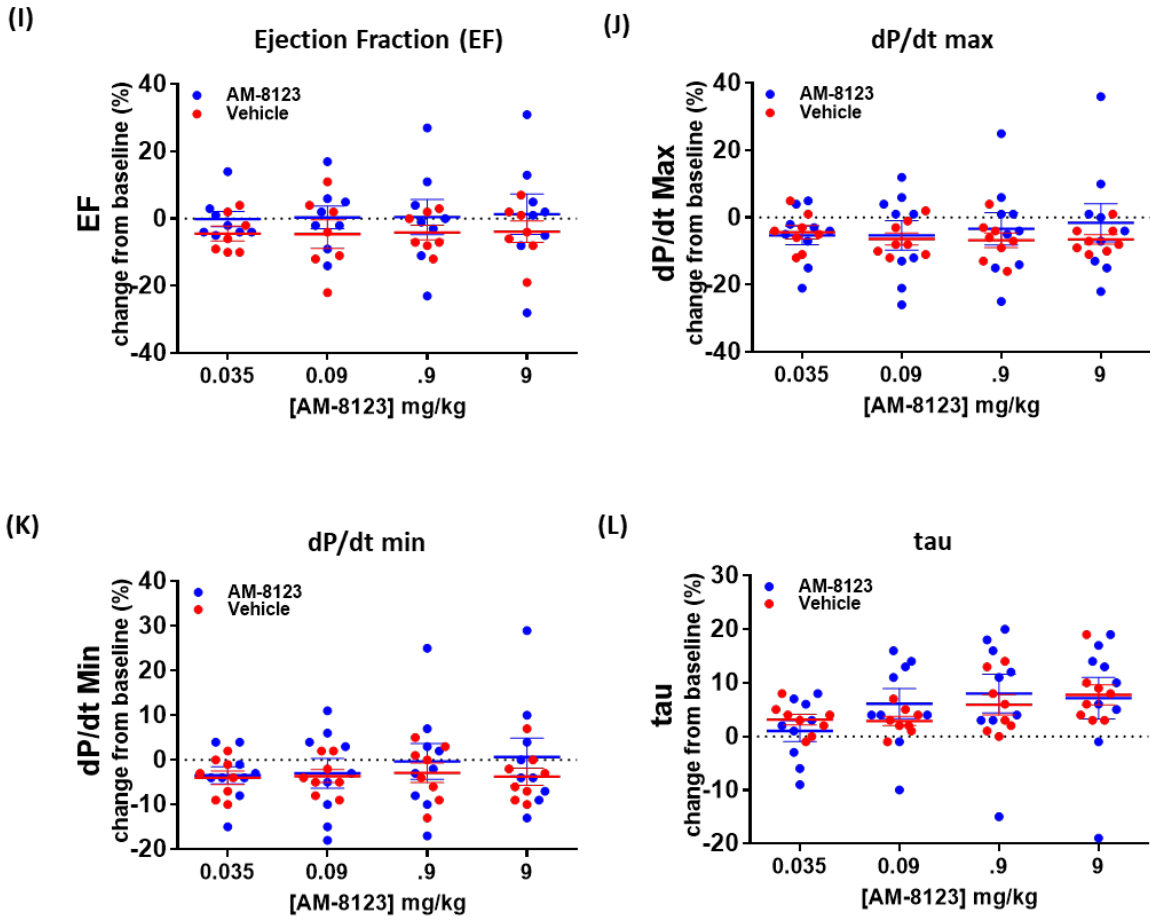 (I)
Ejection Fraction (EF)
AM-8123
Vehicle
EF
change from baseline (%)
40
20
0
-20
-40
0.035 0.09 .9 9
[AM-8123] mg/kg
(J)
dP/dt max
AM-8123
Vehicle
dP/dt Max
change from baseline (%)
40
20
0
-20
-40
0.035 0.09 .9 9
[AM-8123] mg/kg
(K)
dP/dt min
AM-8123
Vehicle
dP/dt Min
change from baseline (%)
40
30
20
10
0
-10
-20
0.035 0.09 .9 9
[AM-8123] mg/kg
(L)
tau
AM-8123
Vehicle
tau
change from baseline (%)
30
20
10
0
-10
-20
0.035 0.09 .9 9
[AM-8123] mg/kg